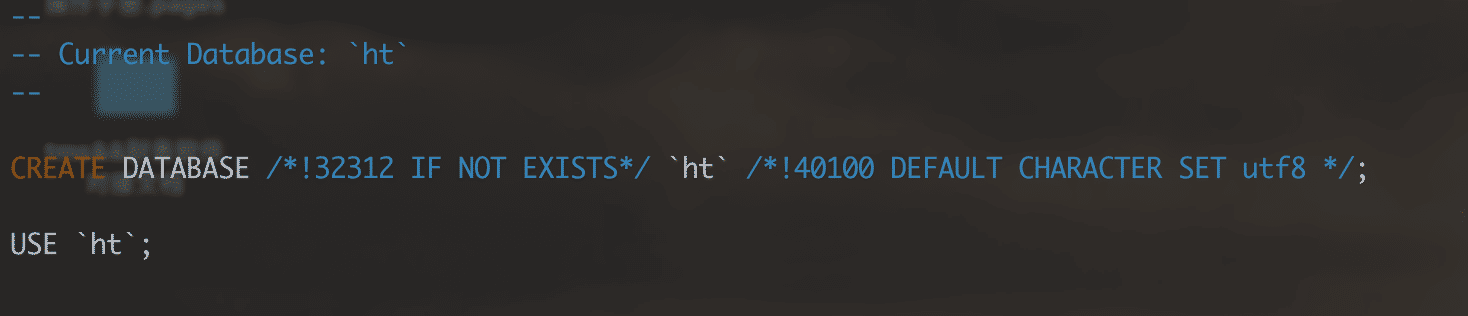 --
-- Current Database: `ht`
--
CREATE DATABASE /*!32312 IF NOT EXISTS*/ `ht` /*!40100 DEFAULT CHARACTER SET utf8 */;
USE `ht`;